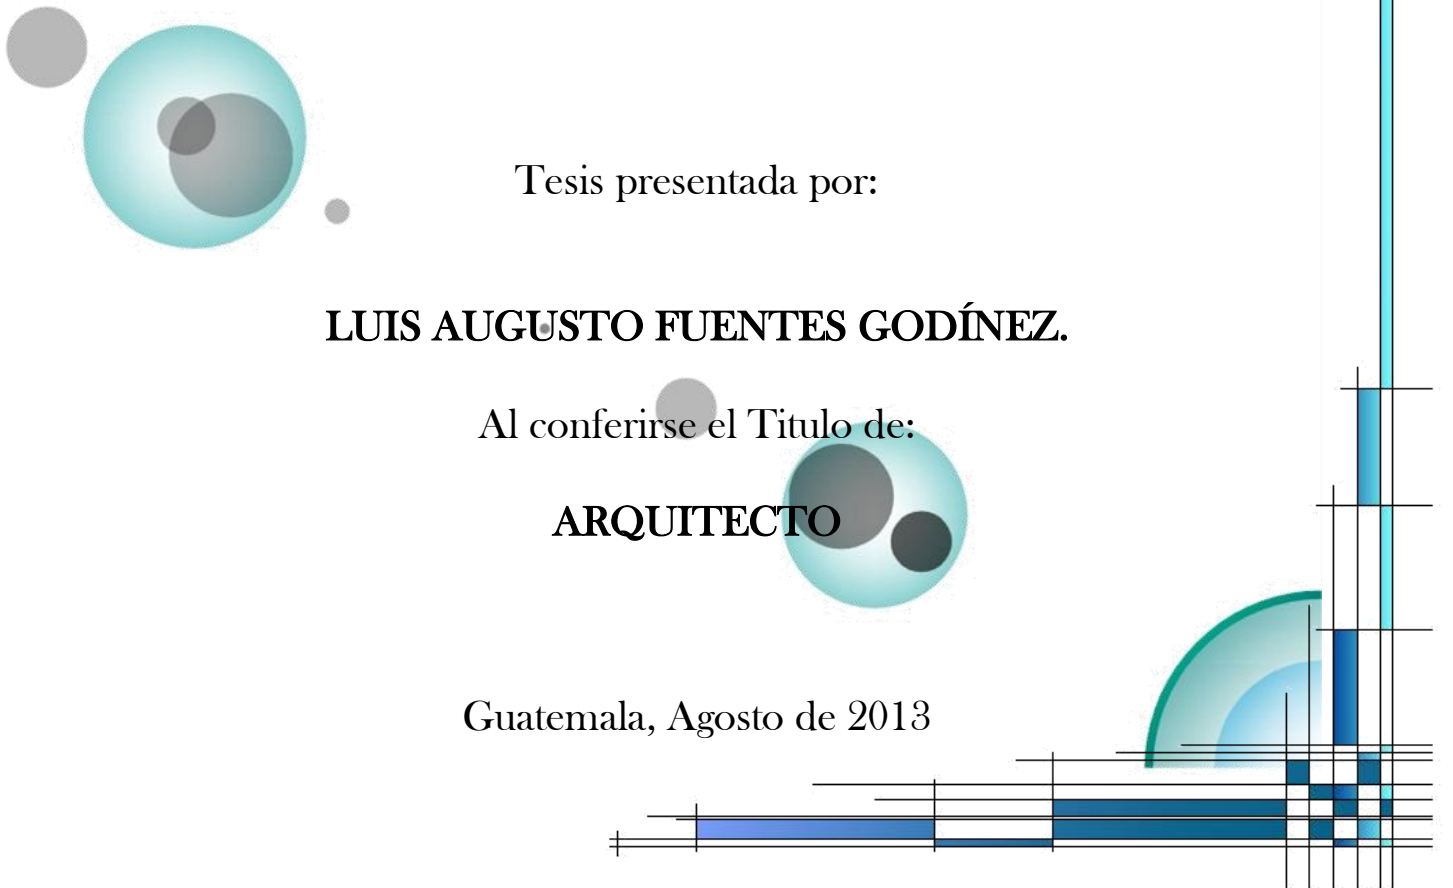 Tesis presentada por:
LUIS AUGUSTO FUENTES GODÍNEZ.
Al conferirse el Titulo de:
ARQUITECTO
Guatemala, Agosto de 2013